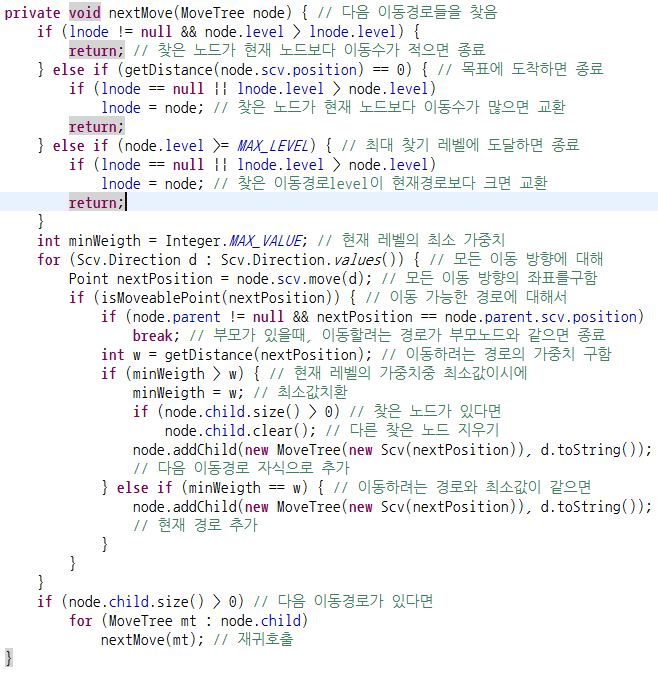 private void nextMove(MoveTree node) { // 다음 이동경로들을 찾음
    if (lnode != null && node.level > lnode.level) {
        return; // 찾은 노드가 현재 노드보다 이동수가 적으면 종료
    } else if (getDistance(node.scv.position) == 0) { // 목표에 도착하면 종료
        if (lnode == null || lnode.level > node.level)
            lnode = node; // 찾은 노드가 현재 노드보다 이동수가 많으면 교환
        return;
    } else if (node.level >= MAX_LEVEL) { // 최대 찾기 레벨에 도달하면 종료
        if (lnode == null || lnode.level > node.level)
            lnode = node; // 찾은 이동경로level이 현재경로보다 크면 교환
        return;
    }
    int minWeigth = Integer.MAX_VALUE; // 현재 레벨의 최소 가중치
    for (Scv.Direction d : Scv.Direction.values()) { // 모든 이동 방향에 대해
        Point nextPosition = node.scv.move(d); // 모든 이동 방향의 좌표를구함
        if (isMoveablePoint(nextPosition)) { // 이동 가능한 경로에 대해서
            if (node.parent != null && nextPosition == node.parent.scv.position)
                break; // 부모가 있을때, 이동할려는 경로가 부모노드와 같으면 종료
            int w = getDistance(nextPosition); // 이동하려는 경로의 가중치 구함
            if (minWeigth > w) { // 현재 레벨의 가중치중 최소값이시에
                minWeigth = w; // 최소값치환
                if (node.child.size() > 0) // 찾은 노드가 있다면
                    node.child.clear(); // 다른 찾은 노드 지우기
                node.addChild(new MoveTree(new Scv(nextPosition)), d.toString());
                // 다음 이동경로 자식으로 추가
            } else if (minWeigth == w) { // 이동하려는 경로와 최소값이 같으면
                node.addChild(new MoveTree(new Scv(nextPosition)), d.toString());
                // 현재 경로 추가
            }
        }
    }
    if (node.child.size() > 0) // 다음 이동경로가 있다면
        for (MoveTree mt : node.child)
            nextMove(mt); // 재귀호출
}